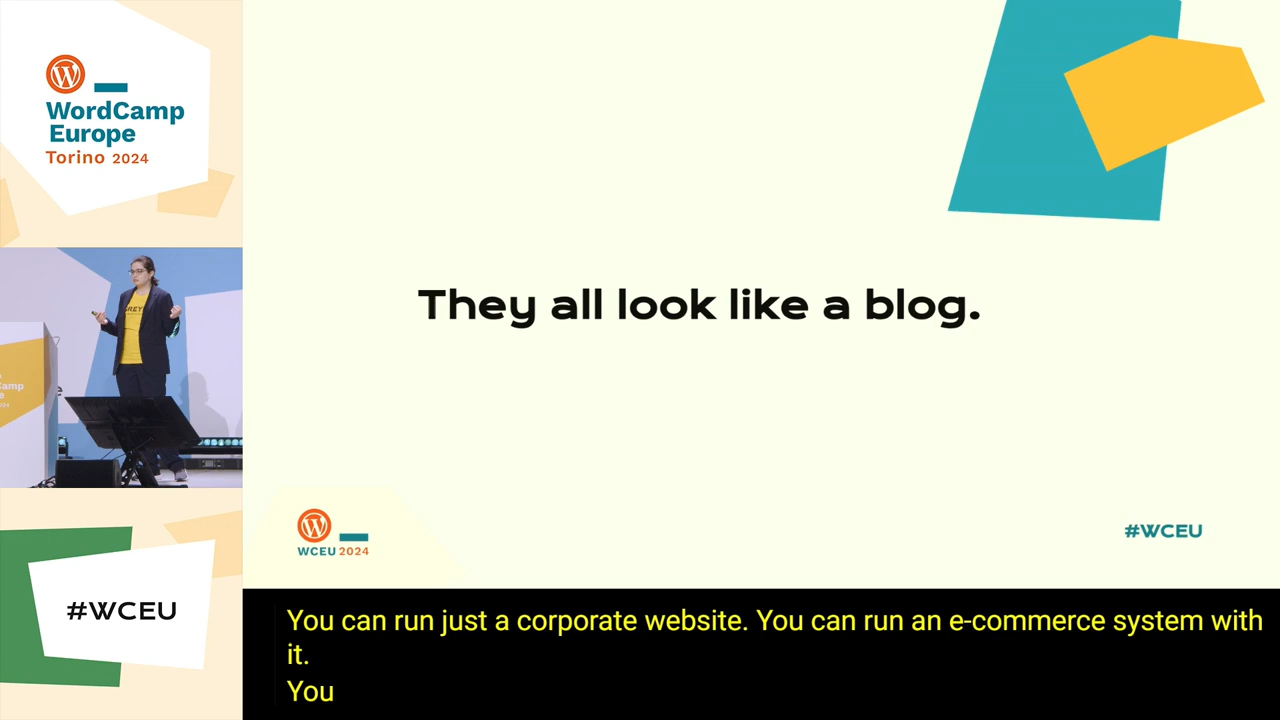 WordCamp
Europe
Torino 2024
They all look like a blog.
WCEU 2024
#WCEU
#WCEU
You can run just a corporate website. You can run an e-commerce system with
it.
You